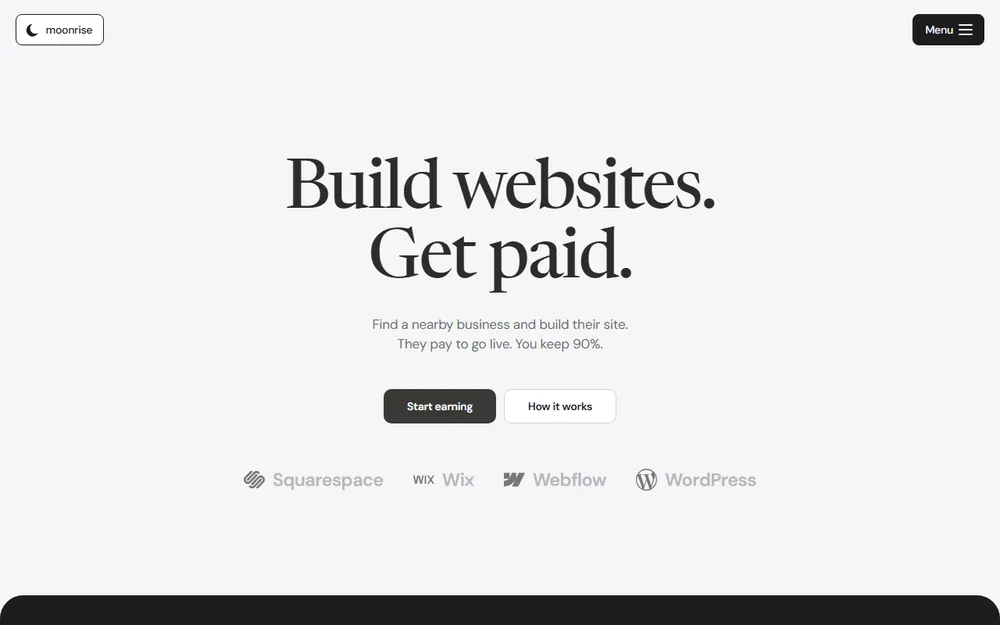 moonrise
Menu
Build websites.
Get paid.
Find a nearby business and build their site.
They pay to go live. You keep 90%.
Start earning
How it works
Squarespace
WIX Wix
Webflow
WordPress